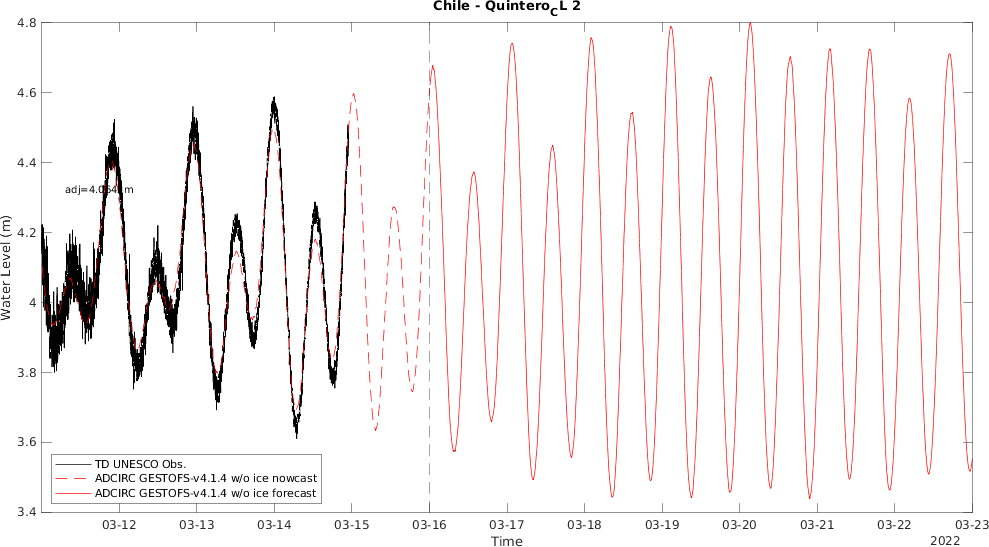 Chile - Quintero_CL 2
4.8
4.6
4.4
4.2
4
3.8
3.6
3.4
Water Level (m)
adj=4.064 m
TD UNESCO Obs.
ADCIRC GESTOFS-v4.1.4 w/o ice nowcast
ADCIRC GESTOFS-v4.1.4 w/o ice forecast
03-12 03-13 03-14 03-15 03-16 03-17 03-18 03-19 03-20 03-21 03-22 03-23
Time
2022